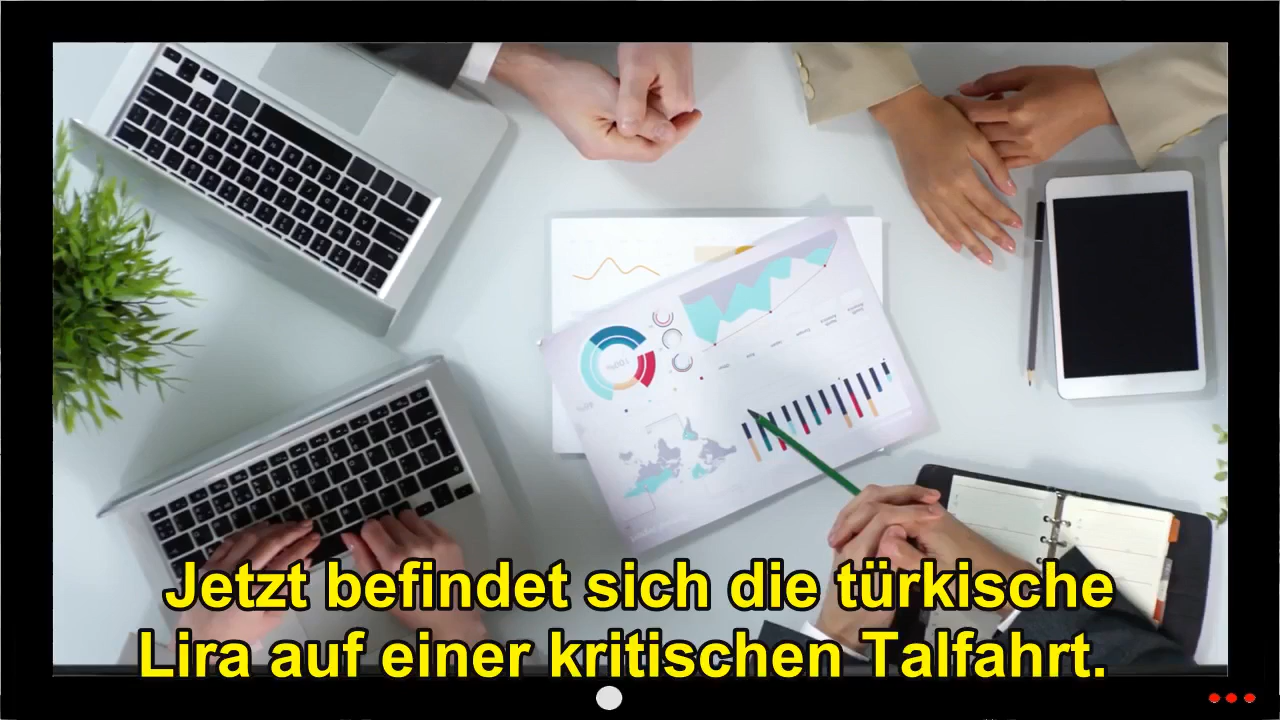 Jetzt befindet sich die türkische
Lira auf einer kritischen Talfahrt.